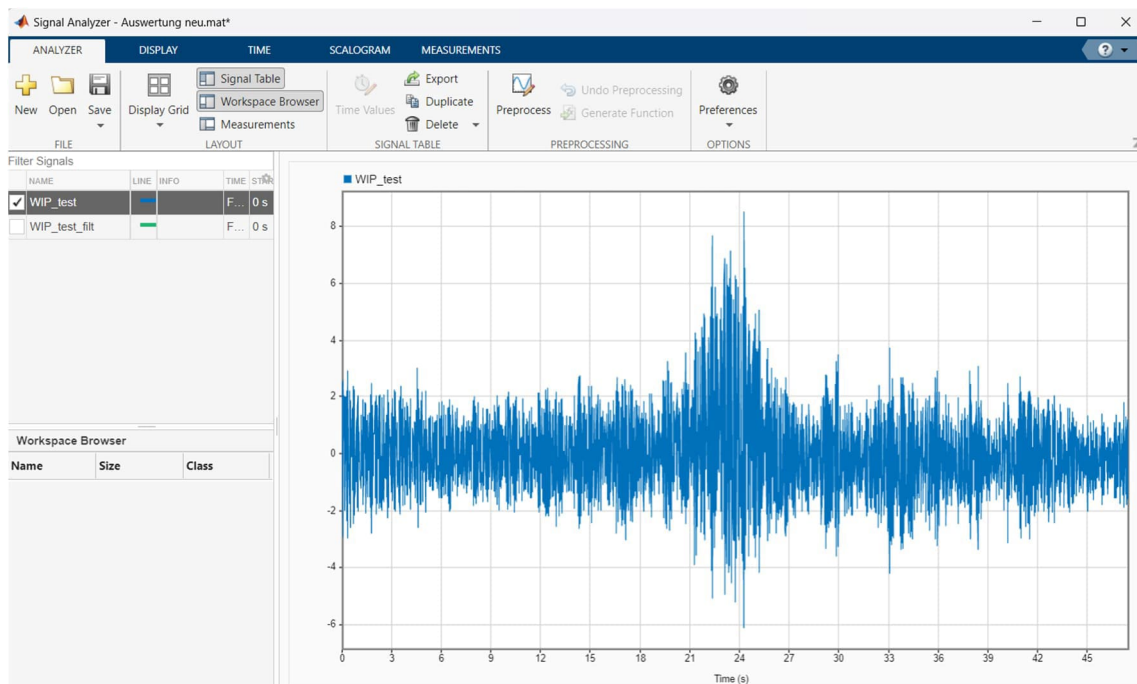 Signal Analyzer - Auswertung neu.mat*
ANALYZER DISPLAY TIME SCALOGRAM MEASUREMENTS
?
New Open Save
Display Grid
Signal Table
Workspace Browser
Measurements
Time Values
Export
Duplicate
Delete
Preprocess
Undo Preprocessing
Generate Function
Preferences
FILE LAYOUT SIGNAL TABLE PREPROCESSING OPTIONS
Filter Signals
NAME LINE INFO TIME STAR
WIP_test F... 0 s
WIP_test_filt F... 0 s
Workspace Browser
Name Size Class
WIP_test
8
6
4
2
0
-2
-4
-6
0 3 6 9 12 15 18 21 24 27 30 33 36 39 42 45
Time (s)